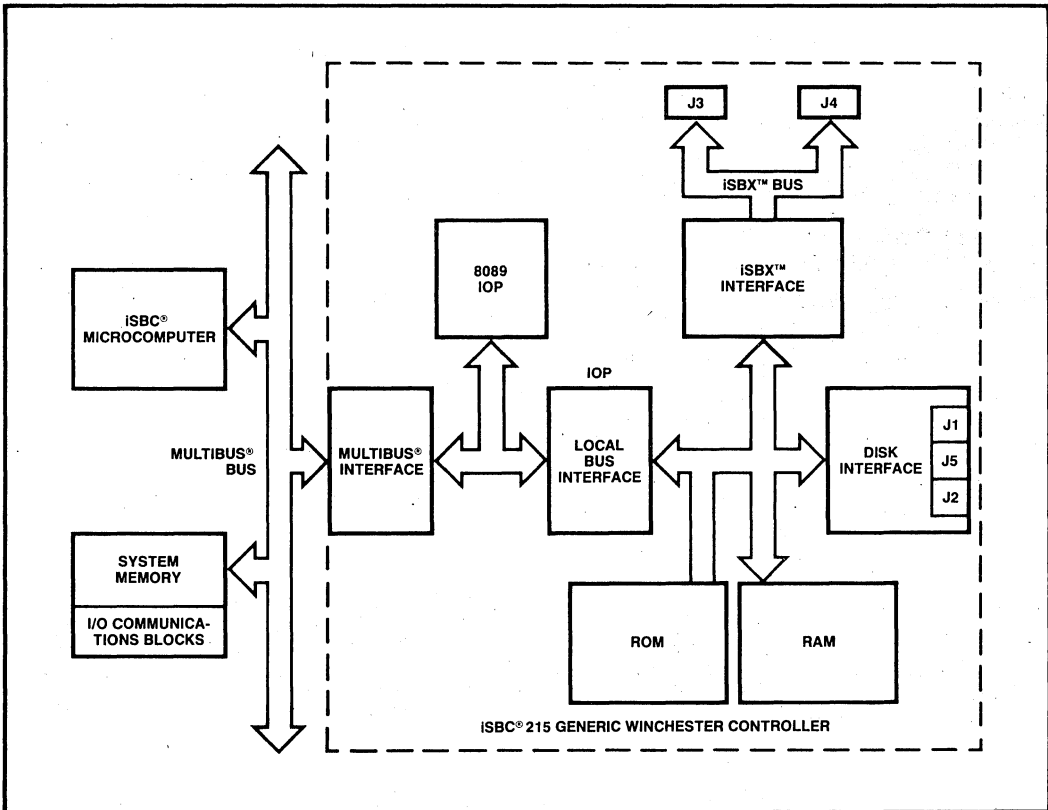 J3
J4
iSBX™ BUS
8089
IOP
iSBX™
INTERFACE
iSBC®
MICROCOMPUTER
IOP
MULTIBUS®
BUS
MULTIBUS®
INTERFACE
LOCAL
BUS
INTERFACE
DISK
INTERFACE
J1
J5
J2
SYSTEM
MEMORY
I/O COMMUNICA-
TIONS BLOCKS
ROM
RAM
iSBC® 215 GENERIC WINCHESTER CONTROLLER